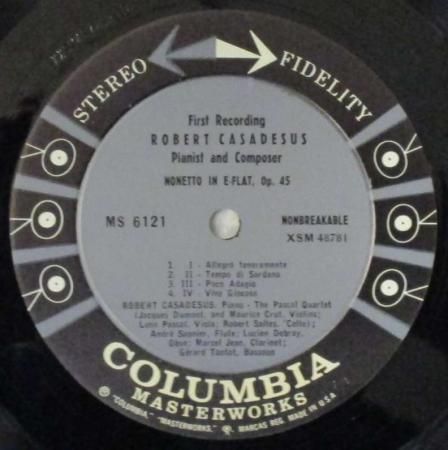 STEREO FIDELITY
First Recording
ROBERT CASADESUS
Pianist and Composer
NONETTO IN E-FLAT, Op. 45
MS 6121
NONBREAKABLE
XSM 48781
1. I - Allegro teneramente
2. II - Tempo di Sardana
3. III - Poco Adagio
4. IV - Vivo Giocoso
ROBERT CASADESUS, Piano - The Pascal Quartet
(Jacques Dumont, and Maurice Crut, Violins;
Leon Pascal, Viola; Robert Salles, 'Cello);
André Sagnier, Flute; Lucien Debray,
Oboe; Marcel Jean, Clarinet;
Gérard Tantot, Bassoon
COLUMBIA
MASTERWORKS
® "COLUMBIA," "MASTERWORKS," ®, MARCAS REG. MADE IN U.S.A.